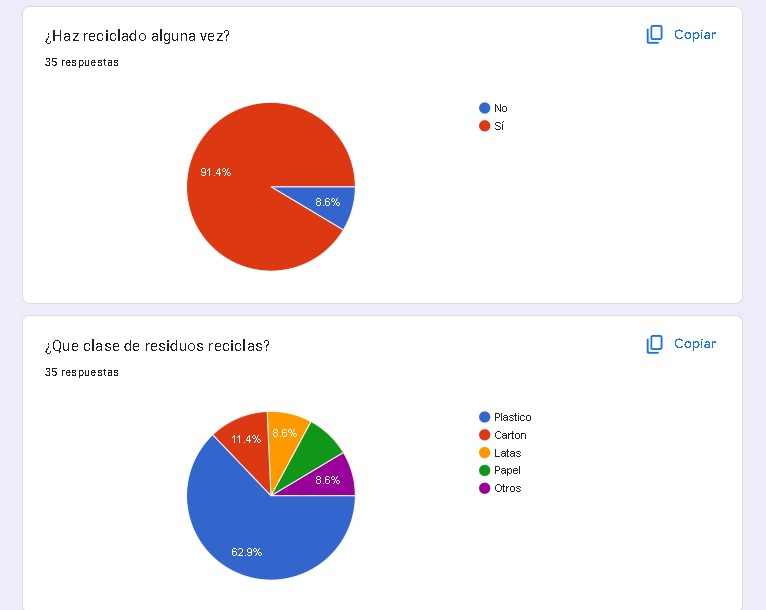 ¿Haz reciclado alguna vez?
Copiar
35 respuestas
No
Sí
91.4%
8.6%
¿Que clase de residuos reciclas?
Copiar
35 respuestas
Plastico
Carton
Latas
Papel
Otros
11.4%
8.6%
8.6%
62.9%